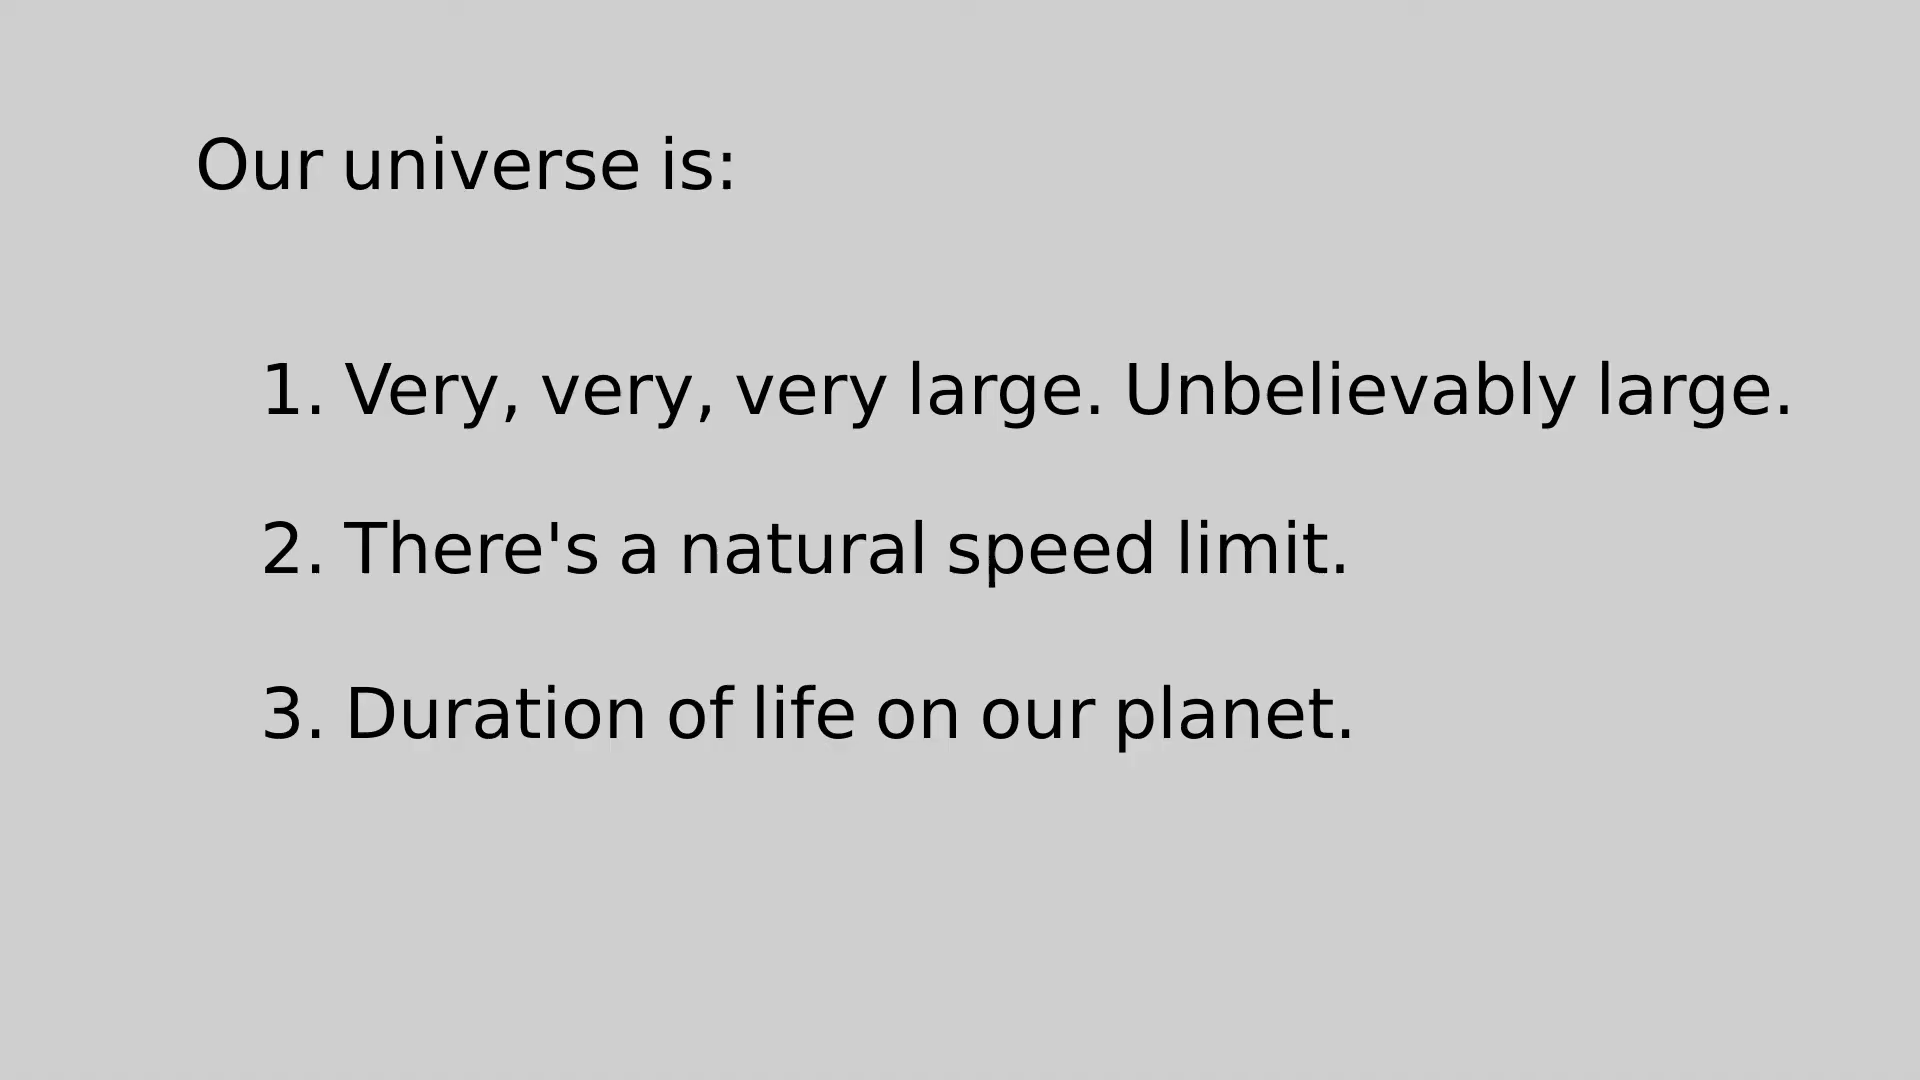 Our universe is:
1. Very, very, very large. Unbelievably large.
2. There's a natural speed limit.
3. Duration of life on our planet.